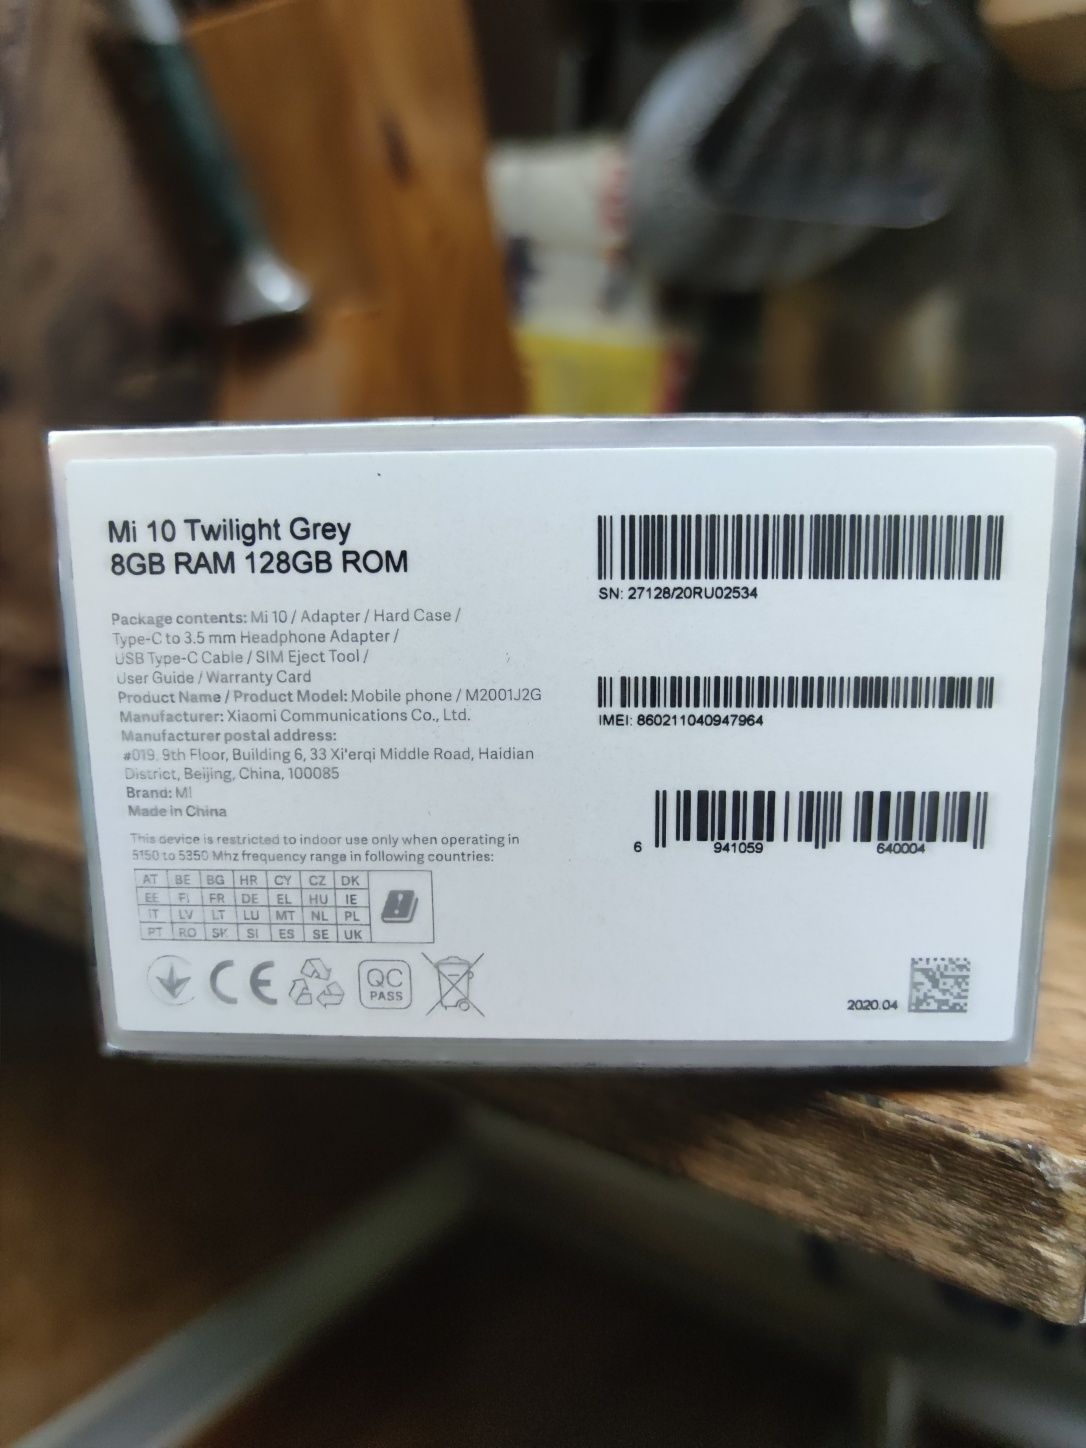 Mi 10 Twilight Grey
8GB RAM 128GB ROM
Package contents: Mi 10 / Adapter / Hard Case /
Type-C to 3.5 mm Headphone Adapter /
USB Type-C Cable / SIM Eject Tool /
User Guide / Warranty Card
Product Name / Product Model: Mobile phone / M2001J2G
Manufacturer: Xiaomi Communications Co., Ltd.
Manufacturer postal address:
#019, 9th Floor, Building 6, 33 Xi'erqi Middle Road, Haidian
District, Beijing, China, 100085
Brand: MI
Made in China
This device is restricted to indoor use only when operating in
5150 to 5350 Mhz frequency range in following countries:
AT BE BG HR CY CZ DK
EE FI FR DE EL HU IE
IT LV LT LU MT NL PL
PT RO SK SI ES SE UK
CE
QC
PASS
SN: 27128/20RU02534
IMEI: 860211040947964
6 941059 640004
2020.04